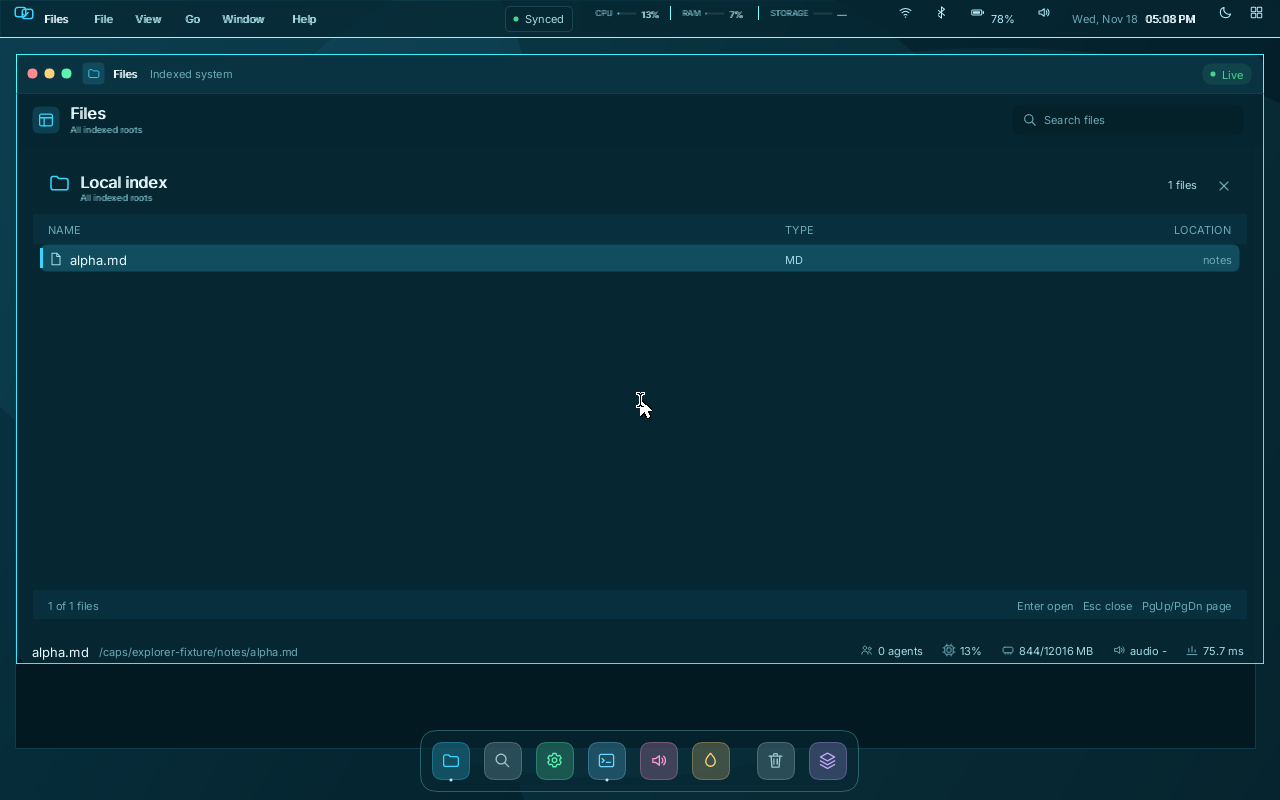 Files File View Go Window Help Synced CPU 13% RAM 7% STORAGE — 78% Wed, Nov 18 05:08 PM
Files Indexed system Live
Files
All indexed roots
Search files
Local index
All indexed roots
1 files
NAME TYPE LOCATION
alpha.md MD notes
1 of 1 files Enter open Esc close PgUp/PgDn page
alpha.md /caps/explorer-fixture/notes/alpha.md 0 agents 13% 844/12016 MB audio - 75.7 ms